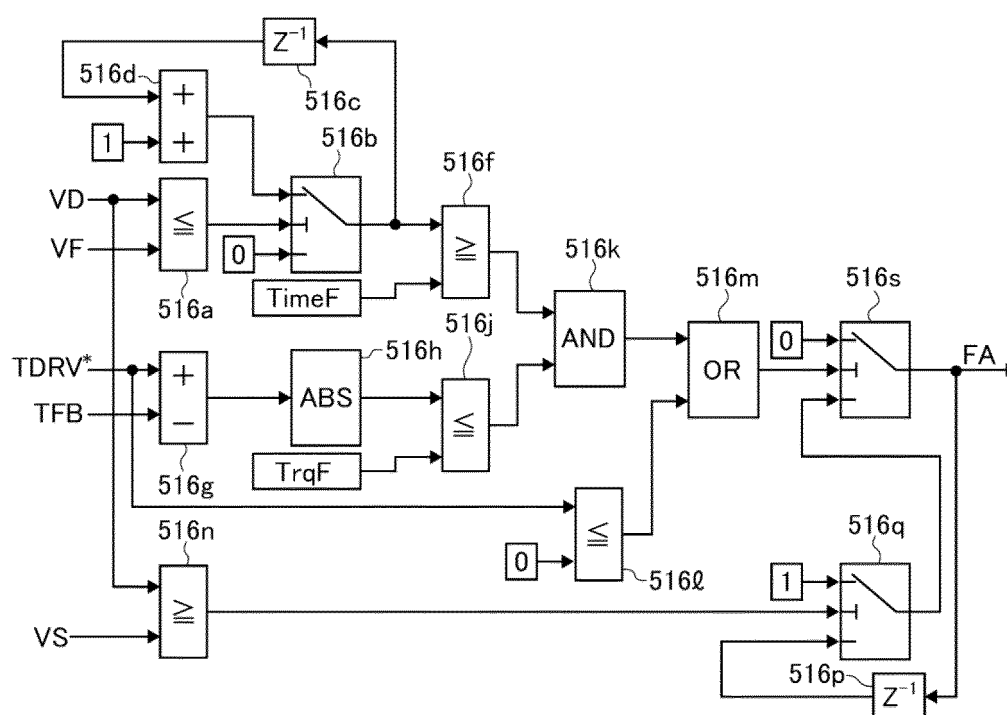 Z⁻¹
516d
516c
+
+
1
516b
516f
VD
VF
≦
516a
0
≧
516k
516m
516s
TimeF
516j
516h
0
TDRV*
TFB
+
−
ABS
AND
OR
FA
≦
516g
TrqF
516n
≦
516q
0
516ℓ
1
≧
VS
516p
Z⁻¹